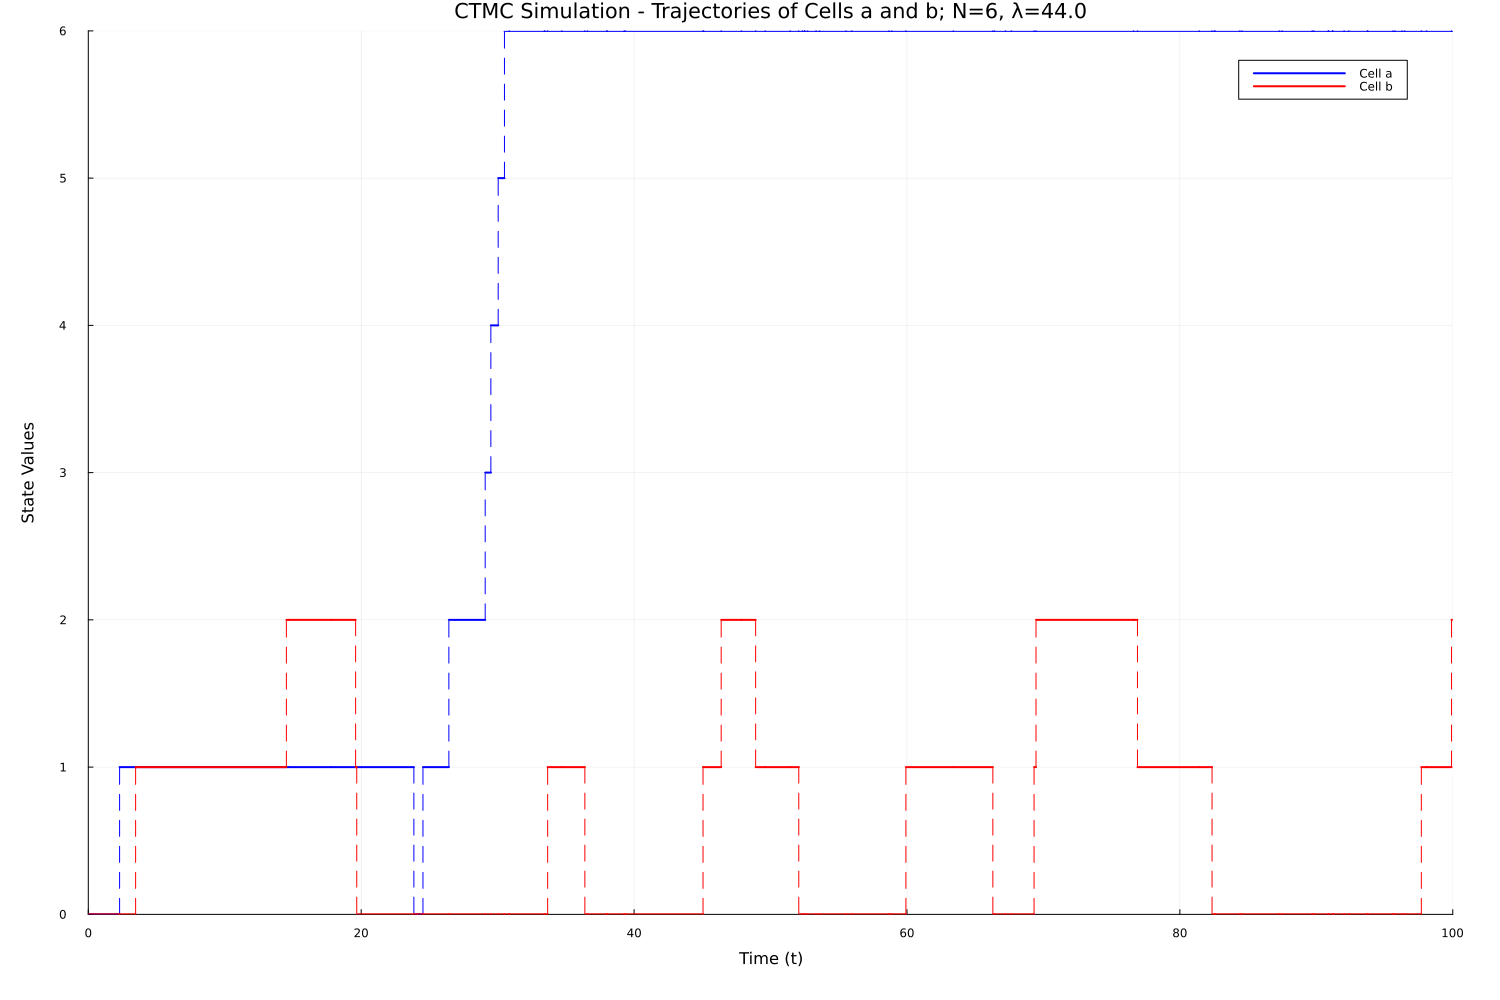 CTMC Simulation - Trajectories of Cells a and b; N=6, λ=44.0
6
Cell a
Cell b
5
4
State Values
3
2
1
0
0 20 40 60 80 100
Time (t)